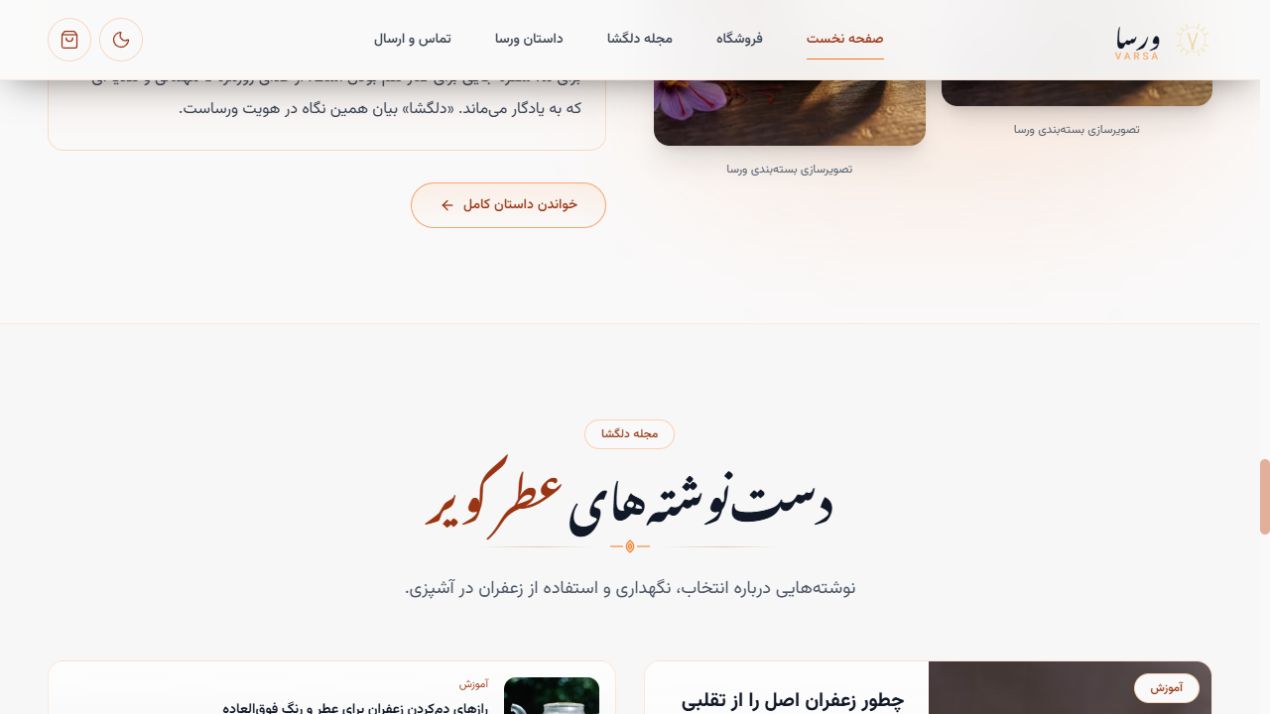 ورسا
VARSA
صفحه نخست
فروشگاه
مجله دلگشا
داستان ورسا
تماس و ارسال
که به یادگار می‌ماند. «دلگشا» بیان همین نگاه در هویت ورساست.
تصویرسازی بسته‌بندی ورسا
تصویرسازی بسته‌بندی ورسا
خواندن داستان کامل
مجله دلگشا
دست‌نوشته‌های عطر کویر
نوشته‌هایی درباره انتخاب، نگهداری و استفاده از زعفران در آشپزی.
آموزش
چطور زعفران اصل را از تقلبی
آموزش
رازهای دم‌کردن زعفران برای عطر و رنگ فوق‌العاده